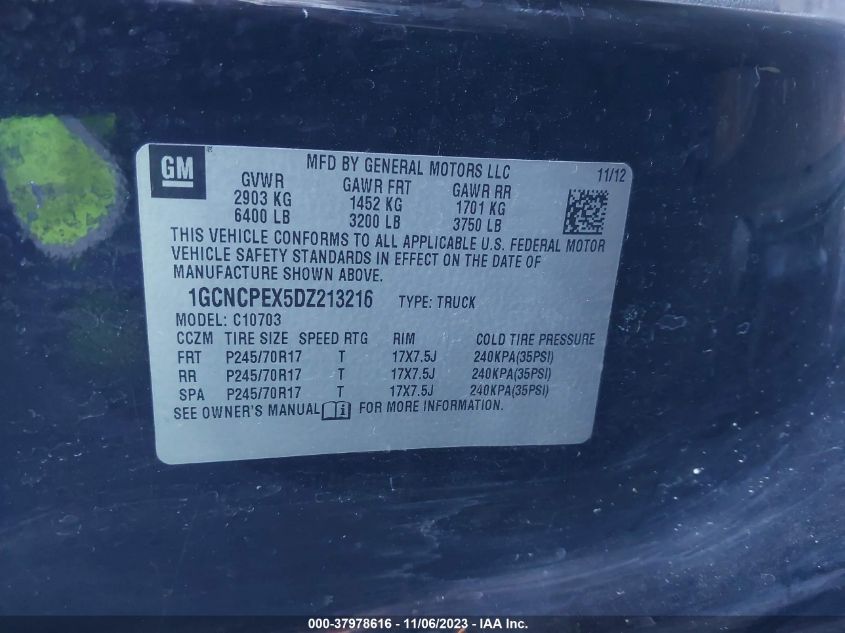 GM
MFD BY GENERAL MOTORS LLC
11/12
GVWR GAWR FRT GAWR RR
2903 KG 1452 KG 1701 KG
6400 LB 3200 LB 3750 LB
THIS VEHICLE CONFORMS TO ALL APPLICABLE U.S. FEDERAL MOTOR
VEHICLE SAFETY STANDARDS IN EFFECT ON THE DATE OF
MANUFACTURE SHOWN ABOVE.
1GCNCPEX5DZ213216 TYPE: TRUCK
MODEL: C10703
CCZM TIRE SIZE SPEED RTG RIM COLD TIRE PRESSURE
FRT P245/70R17 T 17X7.5J 240KPA(35PSI)
RR P245/70R17 T 17X7.5J 240KPA(35PSI)
SPA P245/70R17 T 17X7.5J 240KPA(35PSI)
SEE OWNER'S MANUAL FOR MORE INFORMATION.
000-37978616 - 11/06/2023 - IAA Inc.